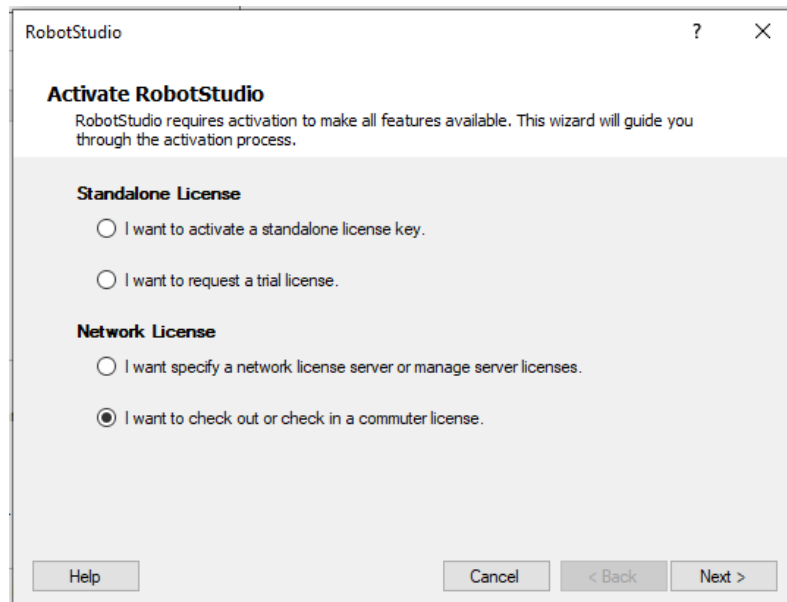 RobotStudio
?
Activate RobotStudio
RobotStudio requires activation to make all features available. This wizard will guide you
through the activation process.
Standalone License
I want to activate a standalone license key.
I want to request a trial license.
Network License
I want specify a network license server or manage server licenses.
I want to check out or check in a commuter license.
Help Cancel < Back Next >